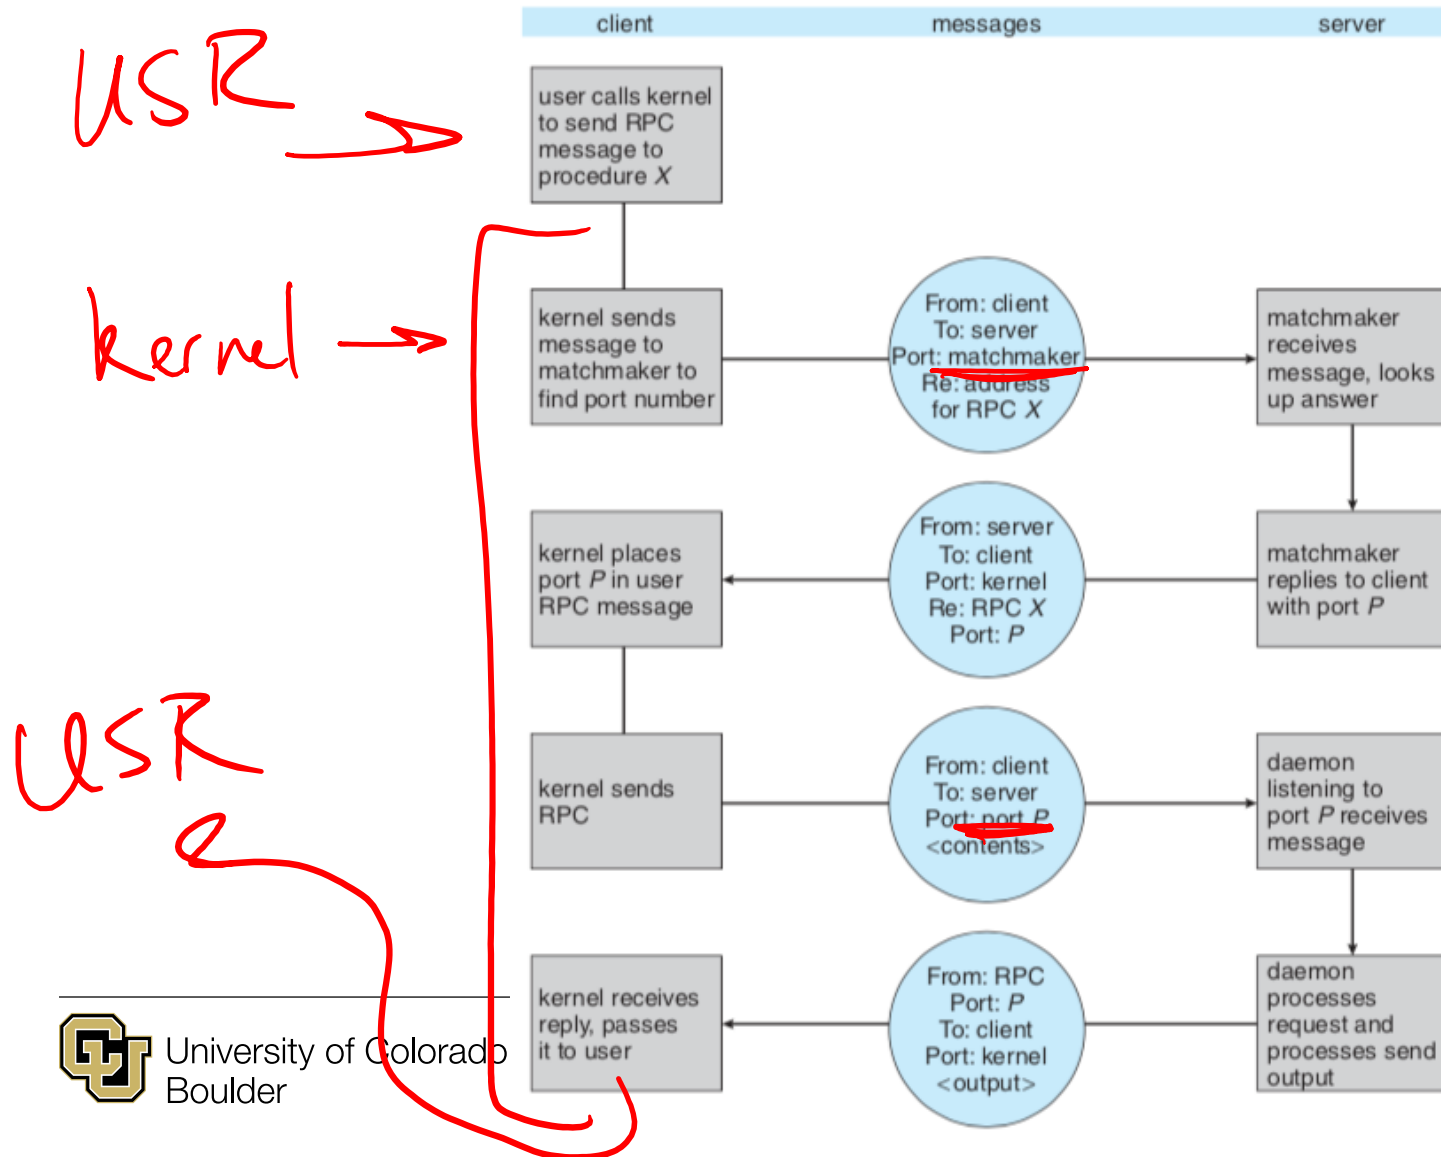 client
messages
server
USR
user calls kernel
to send RPC
message to
procedure X
kernel
kernel sends
message to
matchmaker to
find port number
From: client
To: server
Port: matchmaker
Re: address
for RPC X
matchmaker
receives
message, looks
up answer
kernel places
port P in user
RPC message
From: server
To: client
Port: kernel
Re: RPC X
Port: P
matchmaker
replies to client
with port P
USR
kernel sends
RPC
From: client
To: server
Port: port P
<contents>
daemon
listening to
port P receives
message
kernel receives
reply, passes
it to user
From: RPC
Port: P
To: client
Port: kernel
<output>
daemon
processes
request and
processes send
output
CU
University of Colorado
Boulder